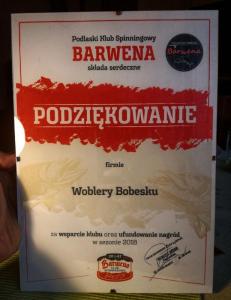 Podlaski Klub Spinningowy
BARWENA
składa serdeczne
Barwena
PODZIĘKOWANIE
firmie
Woblery Bobesku
za wsparcie klubu oraz ufundowanie nagród
w sezonie 2018
Barwena